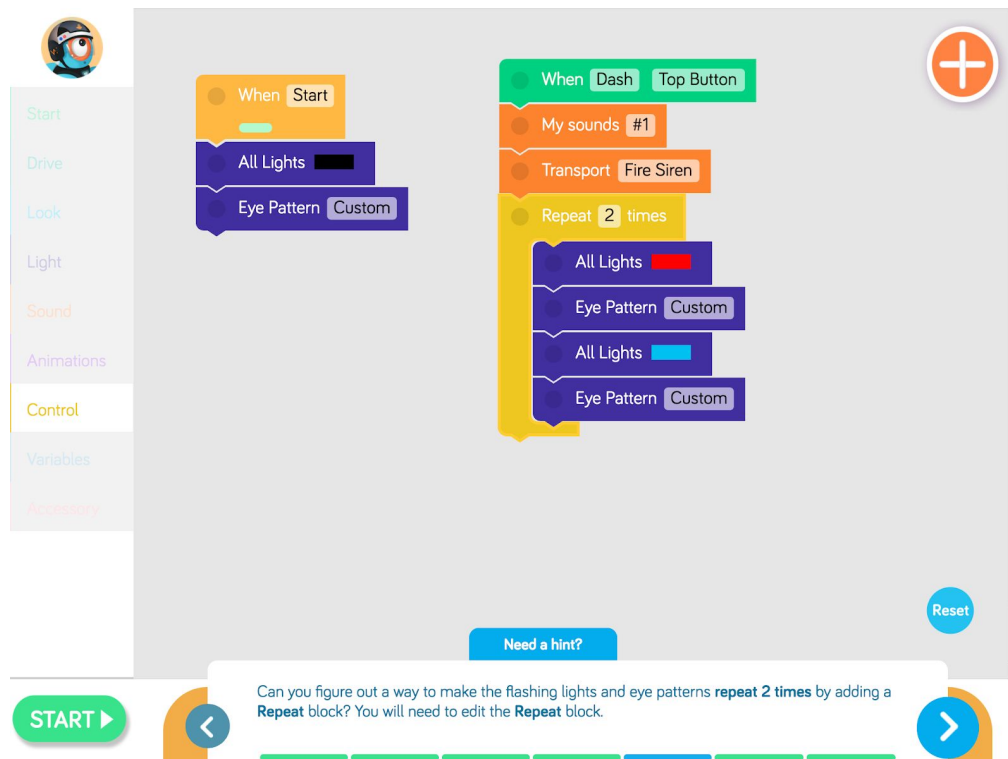 Start
Drive
Look
Light
Sound
Animations
Control
Variables
Accessory
When Start
All Lights
Eye Pattern Custom
When Dash Top Button
My sounds #1
Transport Fire Siren
Repeat 2 times
All Lights
Eye Pattern Custom
All Lights
Eye Pattern Custom
Reset
Need a hint?
Can you figure out a way to make the flashing lights and eye patterns repeat 2 times by adding a
Repeat block? You will need to edit the Repeat block.
START